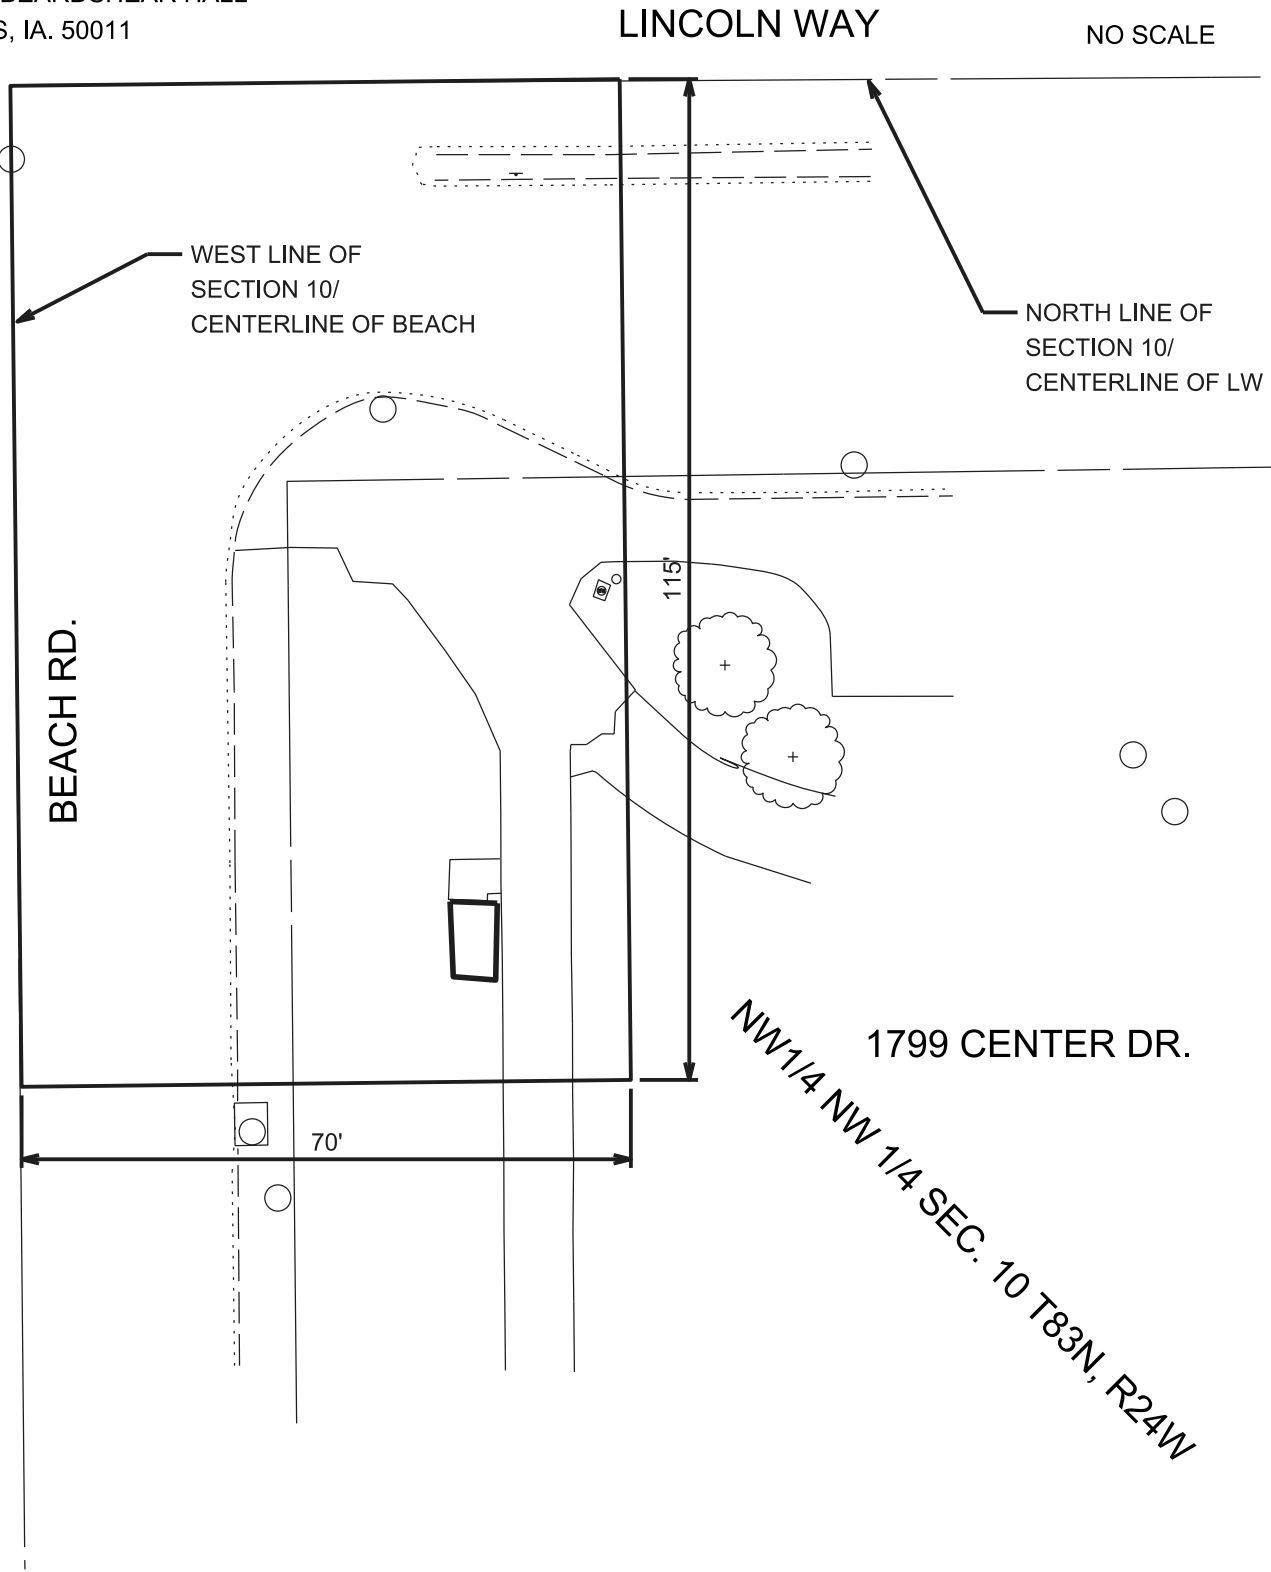 S, IA. 50011
LINCOLN WAY
NO SCALE
WEST LINE OF
SECTION 10/
CENTERLINE OF BEACH
NORTH LINE OF
SECTION 10/
CENTERLINE OF LW
115'
BEACH RD.
1799 CENTER DR.
NW1/4 NW 1/4 SEC. 10 T83N, R24W
70'